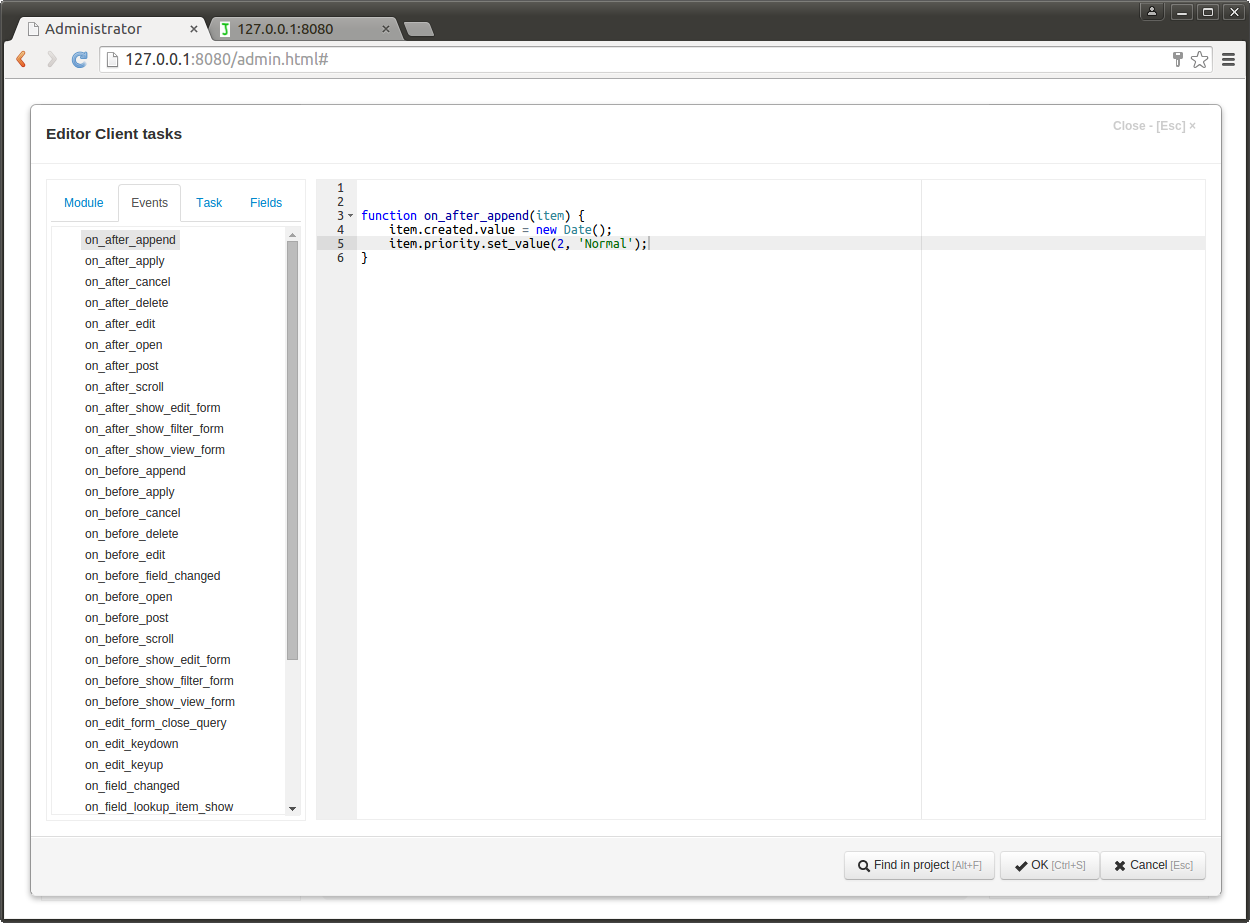 Administrator
127.0.0.1:8080
127.0.0.1:8080/admin.html#
Editor Client tasks
Close - [Esc] ×
Module Events Task Fields
on_after_append
on_after_apply
on_after_cancel
on_after_delete
on_after_edit
on_after_open
on_after_post
on_after_scroll
on_after_show_edit_form
on_after_show_filter_form
on_after_show_view_form
on_before_append
on_before_apply
on_before_cancel
on_before_delete
on_before_edit
on_before_field_changed
on_before_open
on_before_post
on_before_scroll
on_before_show_edit_form
on_before_show_filter_form
on_before_show_view_form
on_edit_form_close_query
on_edit_keydown
on_edit_keyup
on_field_changed
on_field_lookup_item_show
1
2
3 function on_after_append(item) {
4     item.created.value = new Date();
5     item.priority.set_value(2, 'Normal');
6 }
Find in project [Alt+F]
OK [Ctrl+S]
Cancel [Esc]